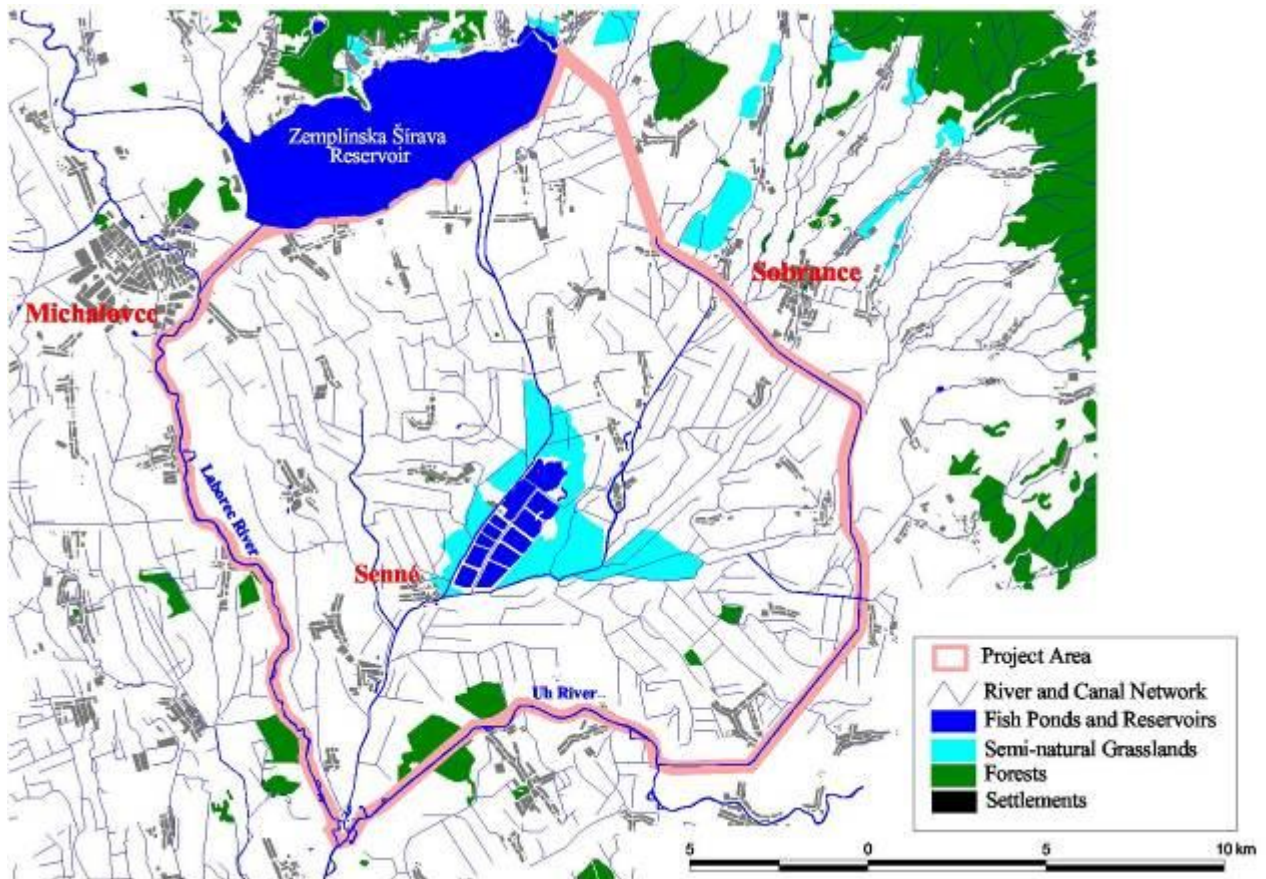 Zemplínska Šírava
Reservoir
Sobrance
Michalovce
Laborec River
Senné
Uh River
Project Area
River and Canal Network
Fish Ponds and Reservoirs
Semi-natural Grasslands
Forests
Settlements
5 0 5 10 km